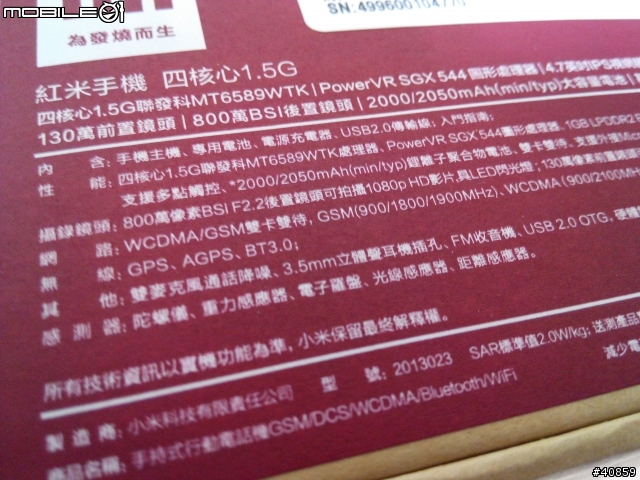 MOBILE01
SN: 4996001047
為發燒而生
紅米手機 四核心1.5G
四核心1.5G聯發科MT6589WTK | PowerVR SGX 544 圖形處理器 | 4.7英吋IPS
130萬前置鏡頭 | 800萬BSI後置鏡頭 | 2000/2050mAh(min/typ)大容量電池
內 含: 手機主機、專用電池、電源充電器、USB2.0傳輸線; 入門指南;
性 能: 四核心1.5G聯發科MT6589WTK處理器、PowerVR SGX 544圖形處理器、1GB LPDDR2
支援多點觸控、*2000/2050mAh(min/typ)鋰離子聚合物電池、雙卡雙待、支援外接
攝錄鏡頭: 800萬像素BSI F2.2後置鏡頭可拍攝1080p HD影片,具LED閃光燈; 130萬像素前置
網 路: WCDMA/GSM雙卡雙待, GSM(900/1800/1900MHz)、WCDMA (900/2100M
無 線: GPS、AGPS、BT3.0;
其 他: 雙麥克風通話降噪、3.5mm立體聲耳機插孔、FM收音機、USB 2.0 OTG,
感 測 器: 陀螺儀、重力感應器、電子羅盤、光線感應器、距離感應器。
所有技術資訊以實機功能為準, 小米保留最終解釋權。
製 造 商: 小米科技有限責任公司 型 號: 2013023 SAR標準值2.0W/kg; 送測產品
減少電
商品名稱: 手持式行動電話機GSM/DCS/WCDMA/Bluetooth/WiFi
#40859